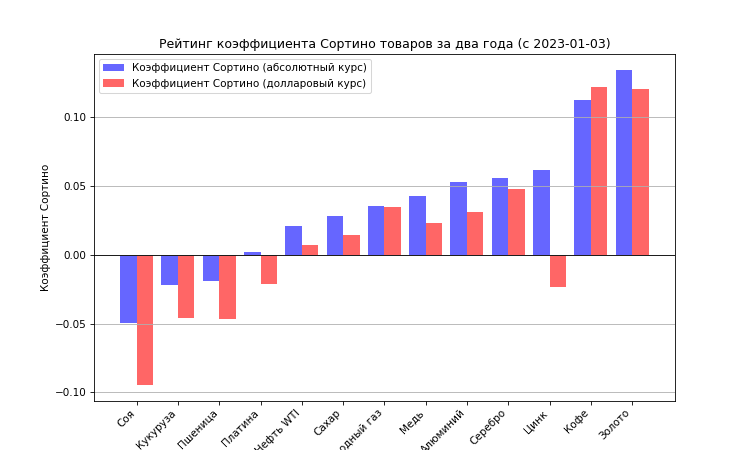 Рейтинг коэффициента Сортино товаров за два года (с 2023-01-03)
Коэффициент Сортино (абсолютный курс)
Коэффициент Сортино (долларовый курс)
Коэффициент Сортино
0.10
0.05
0.00
−0.05
−0.10
Соя
Кукуруза
Пшеница
Платина
Нефть WTI
Сахар
газ
Медь
Алюминий
Серебро
Цинк
Кофе
Золото